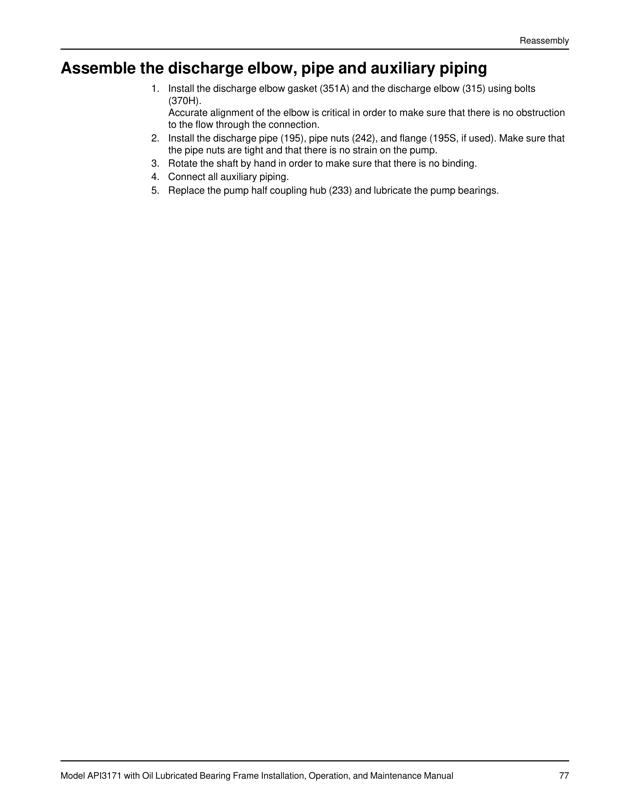 Reassembly
Assemble the discharge elbow, pipe and auxiliary piping
1. Install the discharge elbow gasket (351A) and the discharge elbow (315) using bolts
(370H).
Accurate alignment of the elbow is critical in order to make sure that there is no obstruction
to the flow through the connection.
2. Install the discharge pipe (195), pipe nuts (242), and flange (195S, if used). Make sure that
the pipe nuts are tight and that there is no strain on the pump.
3. Rotate the shaft by hand in order to make sure that there is no binding.
4. Connect all auxiliary piping.
5. Replace the pump half coupling hub (233) and lubricate the pump bearings.
Model API3171 with Oil Lubricated Bearing Frame Installation, Operation, and Maintenance Manual 77